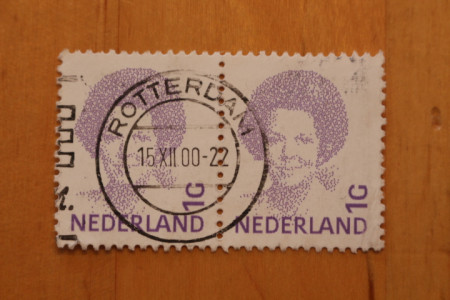 ROTTERDAM
15 XII 00-22
1G
NEDERLAND
1G
NEDERLAND